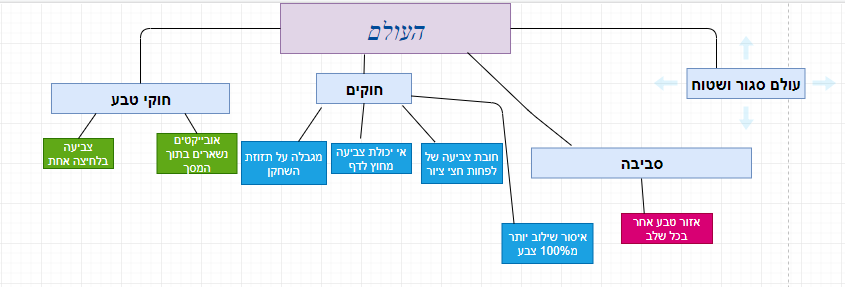 העולם
עולם סגור ושטוח
חוקים
חוקי טבע
סביבה
חובת צביעה של
לפחות חצי ציור
אי יכולת צביעה
מחוץ לדף
מגבלה על תזוזת
השחקן
אובייקטים
נשארים בתוך
המסך
צביעה
בלחיצה אחת
איסור שילוב יותר
מ100% צבע
אזור טבע אחר
בכל שלב